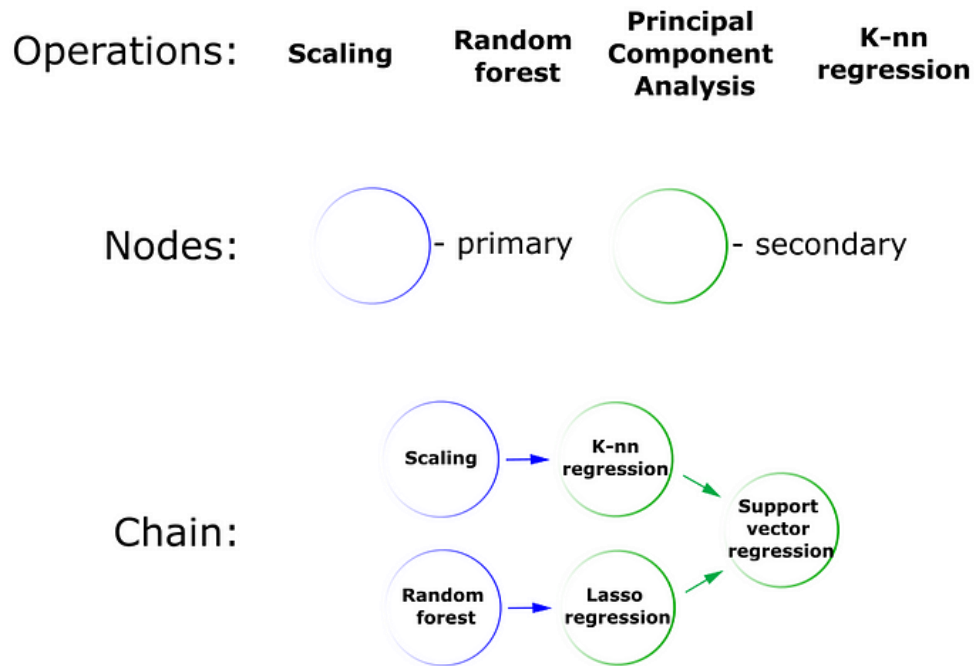 Operations:
Scaling
Random
forest
Principal
Component
Analysis
K-nn
regression
Nodes:
- primary
- secondary
Chain:
Scaling
K-nn
regression
Support
vector
regression
Random
forest
Lasso
regression